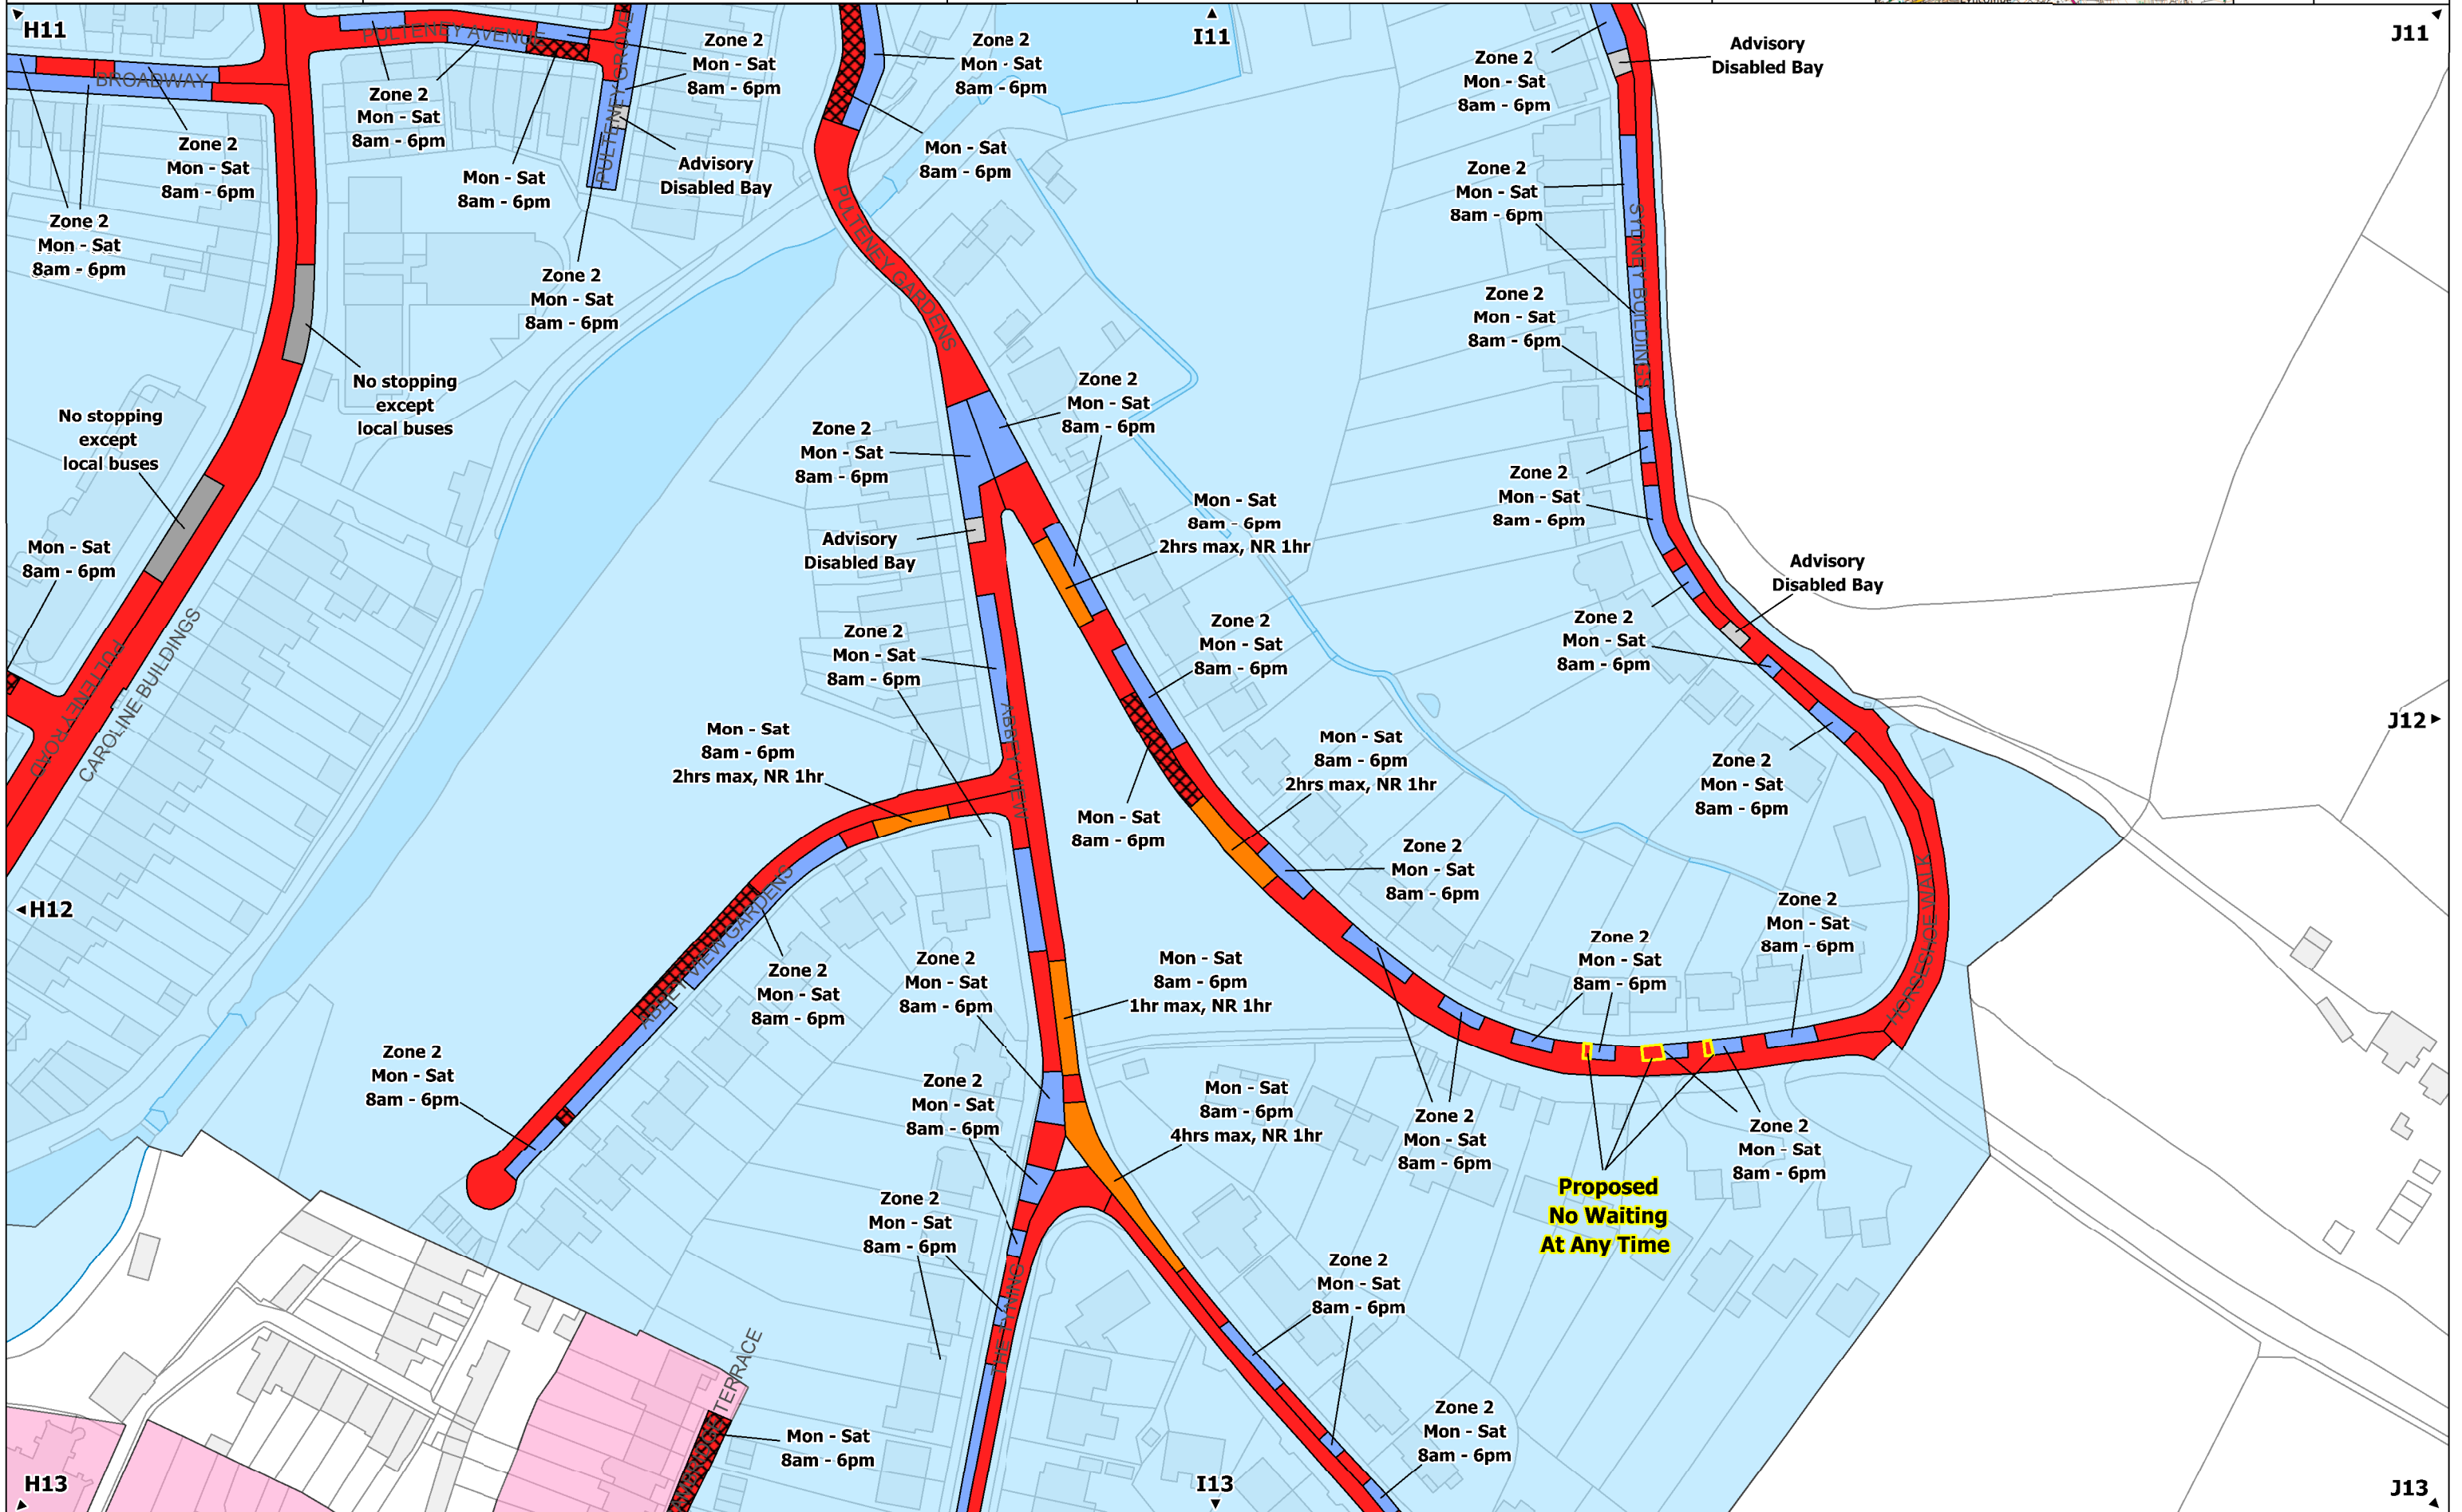 H11
I11
J11
PULTENEY AVENUE
BROADWAY
PULTENEY GROVE
Zone 2
Mon - Sat
8am - 6pm
Zone 2
Mon - Sat
8am - 6pm
Advisory
Disabled Bay
Zone 2
Mon - Sat
8am - 6pm
Zone 2
Mon - Sat
8am - 6pm
Zone 2
Mon - Sat
8am - 6pm
Mon - Sat
8am - 6pm
Advisory
Disabled Bay
Mon - Sat
8am - 6pm
Zone 2
Mon - Sat
8am - 6pm
Zone 2
Mon - Sat
8am - 6pm
Zone 2
Mon - Sat
8am - 6pm
PULTENEY GARDENS
SYDNEY BUILDINGS
Zone 2
Mon - Sat
8am - 6pm
No stopping
except
local buses
No stopping
except
local buses
Zone 2
Mon - Sat
8am - 6pm
Zone 2
Mon - Sat
8am - 6pm
Zone 2
Mon - Sat
8am - 6pm
Mon - Sat
8am - 6pm
2hrs max, NR 1hr
Advisory
Disabled Bay
Mon - Sat
8am - 6pm
Advisory
Disabled Bay
Zone 2
Mon - Sat
8am - 6pm
Zone 2
Mon - Sat
8am - 6pm
Zone 2
Mon - Sat
8am - 6pm
PULTENEY ROAD
CAROLINE BUILDINGS
ABBEY VIEW
J12
Mon - Sat
8am - 6pm
2hrs max, NR 1hr
Mon - Sat
8am - 6pm
2hrs max, NR 1hr
Zone 2
Mon - Sat
8am - 6pm
Mon - Sat
8am - 6pm
Zone 2
Mon - Sat
8am - 6pm
H12
ABBEY VIEW GARDENS
HORSESHOE WALK
Zone 2
Mon - Sat
8am - 6pm
Zone 2
Mon - Sat
8am - 6pm
Zone 2
Mon - Sat
8am - 6pm
Zone 2
Mon - Sat
8am - 6pm
Mon - Sat
8am - 6pm
1hr max, NR 1hr
Zone 2
Mon - Sat
8am - 6pm
Zone 2
Mon - Sat
8am - 6pm
Mon - Sat
8am - 6pm
4hrs max, NR 1hr
Zone 2
Mon - Sat
8am - 6pm
Zone 2
Mon - Sat
8am - 6pm
Proposed
No Waiting
At Any Time
Zone 2
Mon - Sat
8am - 6pm
Zone 2
Mon - Sat
8am - 6pm
THE TYNING
TERRACE
Zone 2
Mon - Sat
8am - 6pm
Mon - Sat
8am - 6pm
H13
I13
J13